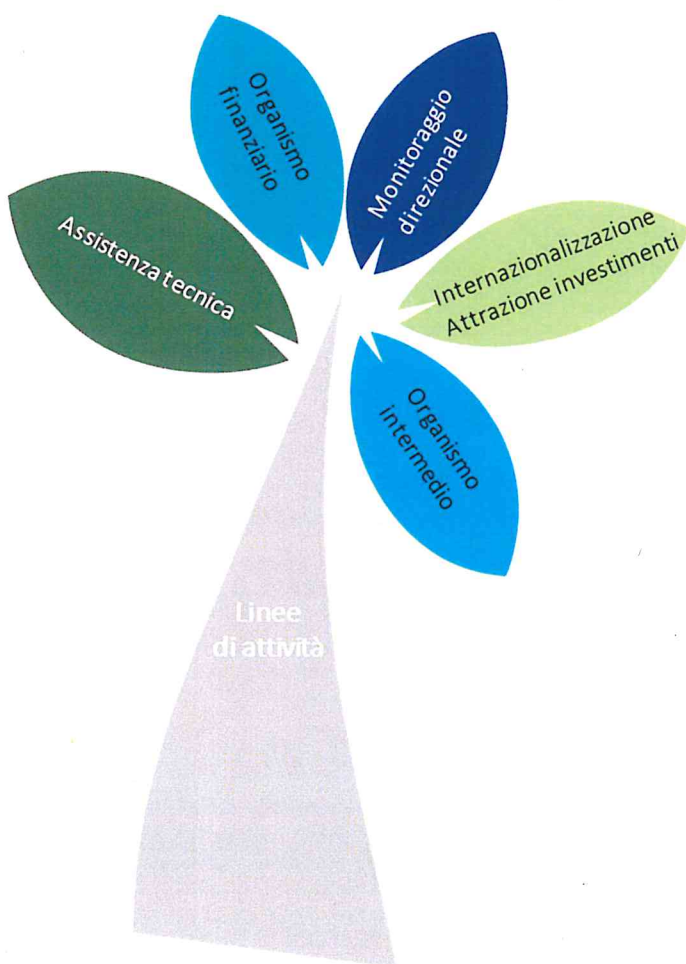 Assistenza tecnica
Organismo
finanziario
Monitoraggio
direzionale
Internazionalizzazione
Attrazione investimenti
Organismo
intermedio
Linee
di attività